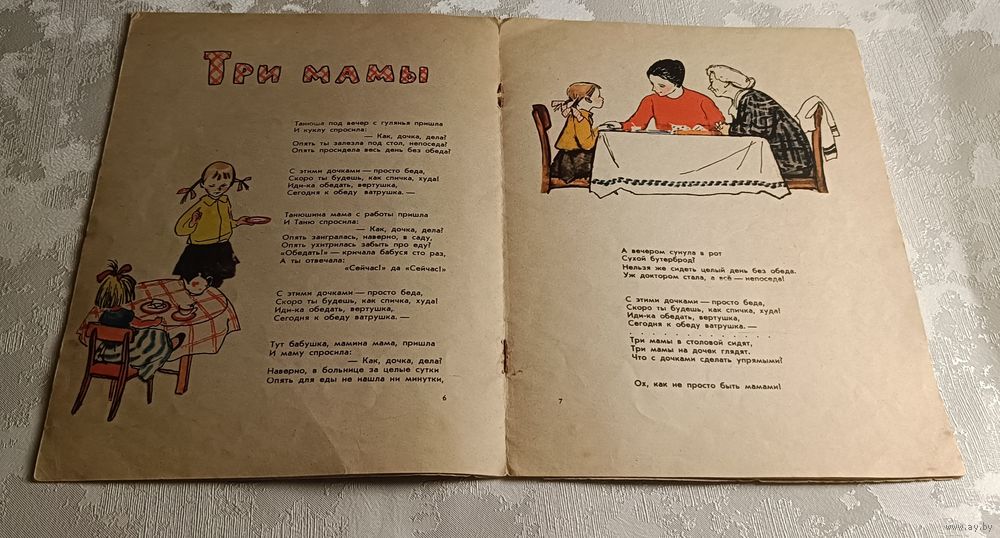 ТРИ МАМЫ
Танюша под вечер с гулянья пришла
И куклу спросила:
— Как, дочка, дела?
Опять ты залезла под стол, непоседа?
Опять просидела весь день без обеда?
С этими дочками — просто беда,
Скоро ты будешь, как спичка, худа!
Иди-ка обедать, вертушка,
Сегодня к обеду ватрушка. —
Танюшина мама с работы пришла
И Таню спросила:
— Как, дочка, дела?
Опять заигралась, наверно, в саду,
Опять ухитрилась забыть про еду?
«Обедать!» — кричала бабуся сто раз,
А ты отвечала:
«Сейчас!» да «Сейчас!»
С этими дочками — просто беда,
Скоро ты будешь, как спичка, худа!
Иди-ка обедать, вертушка,
Сегодня к обеду ватрушка. —
Тут бабушка, мамина мама, пришла
И маму спросила:
— Как, дочка, дела?
Наверно, в больнице за целые сутки
Опять для еды не нашла ни минутки,
6
А вечером сунула в рот
Сухой бутерброд?
Нельзя же сидеть целый день без обеда.
Уж доктором стала, а всё — непоседа!
С этими дочками — просто беда,
Скоро ты будешь, как спичка, худа!
Иди-ка обедать, вертушка,
Сегодня к обеду ватрушка. —
. . . . . . . . . . . . . . . .
Три мамы в столовой сидят,
Три мамы на дочек глядят.
Что с дочками сделать упрямыми?
Ох, как не просто быть мамами!
7
www.ay.by